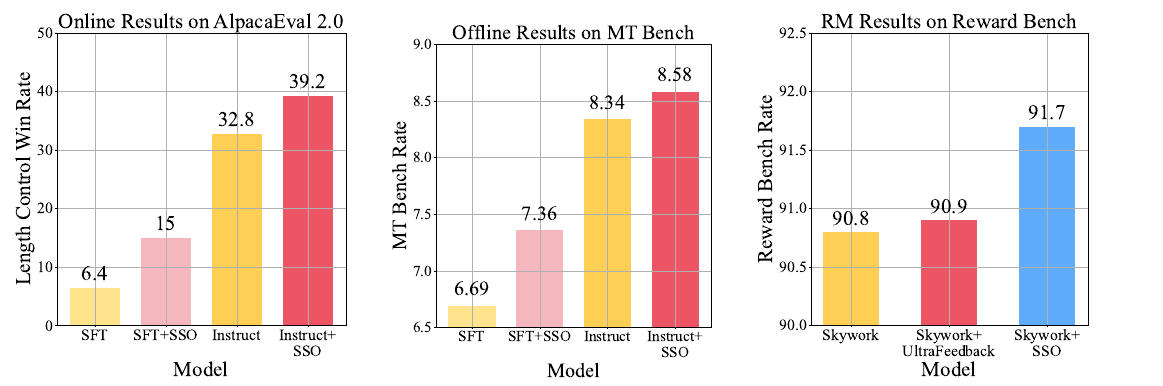 Online Results on AlpacaEval 2.0
Length Control Win Rate
50
40
30
20
10
0
6.4
15
32.8
39.2
SFT
SFT+SSO
Instruct
Instruct+
SSO
Model
Offline Results on MT Bench
MT Bench Rate
9.0
8.5
8.0
7.5
7.0
6.5
6.69
7.36
8.34
8.58
SFT
SFT+SSO
Instruct
Instruct+
SSO
Model
RM Results on Reward Bench
Reward Bench Rate
92.5
92.0
91.5
91.0
90.5
90.0
90.8
90.9
91.7
Skywork
Skywork+
UltraFeedback
Skywork+
SSO
Model